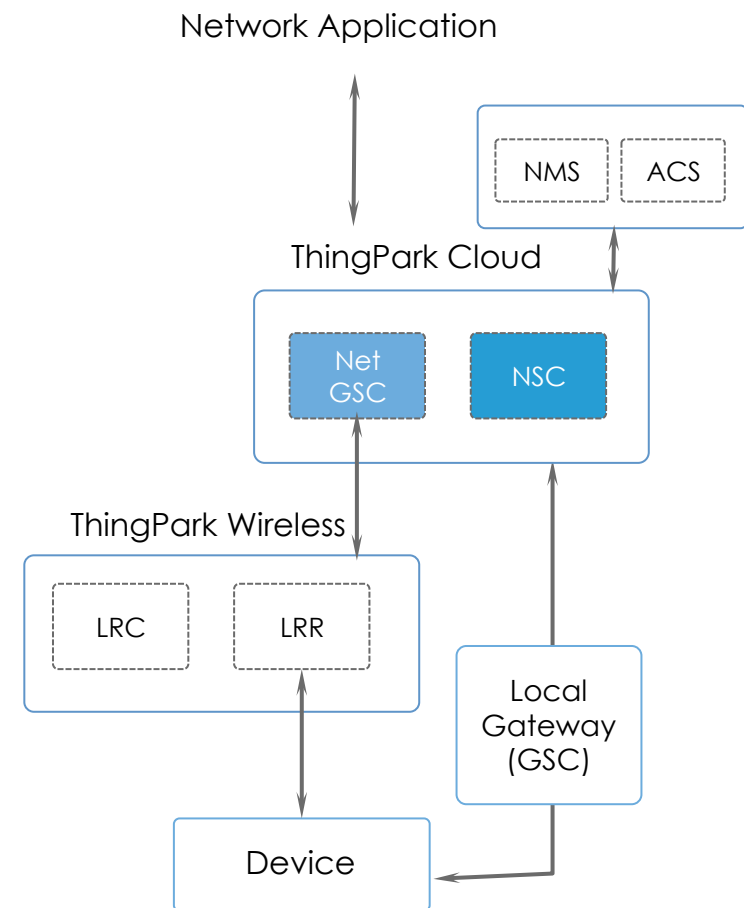 Network Application
NMS
ACS
ThingPark Cloud
Net
GSC
NSC
ThingPark Wireless
LRC
LRR
Local
Gateway
(GSC)
Device